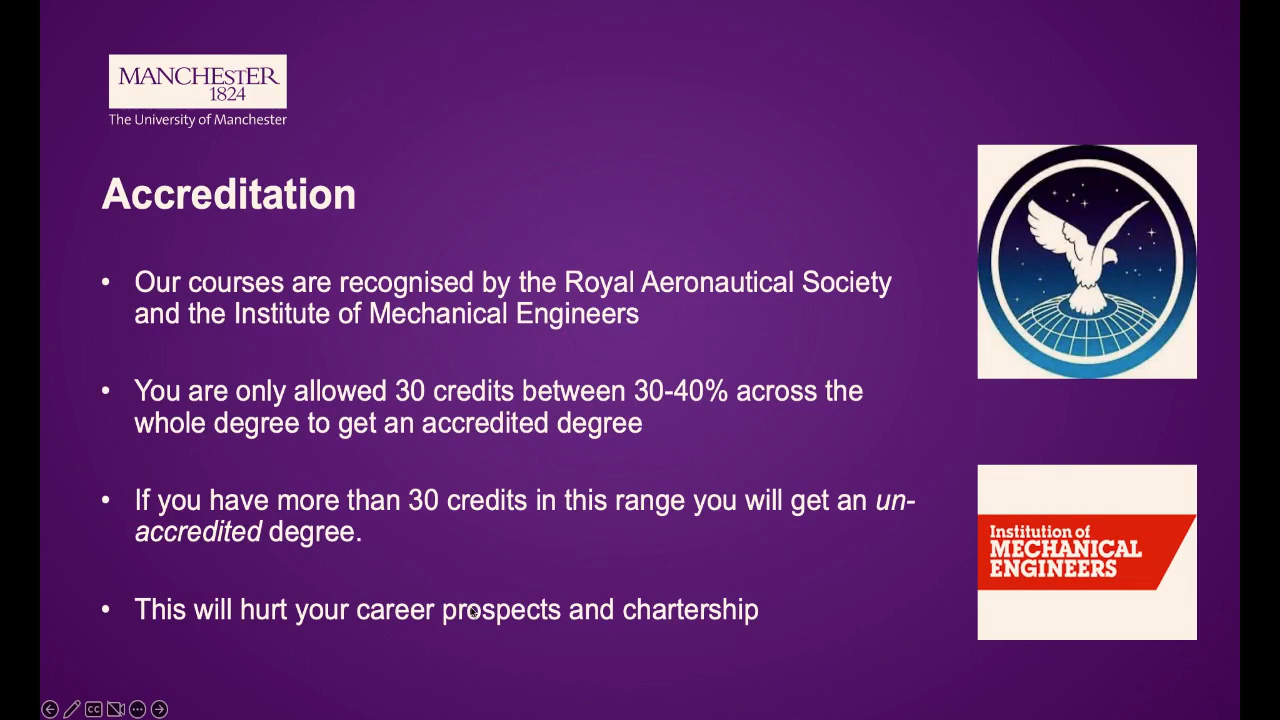 MANCHESTER
1824
The University of Manchester
Accreditation
• Our courses are recognised by the Royal Aeronautical Society
and the Institute of Mechanical Engineers
• You are only allowed 30 credits between 30-40% across the
whole degree to get an accredited degree
• If you have more than 30 credits in this range you will get an un-
accredited degree.
• This will hurt your career prospects and chartership
Institution of
MECHANICAL
ENGINEERS
CC